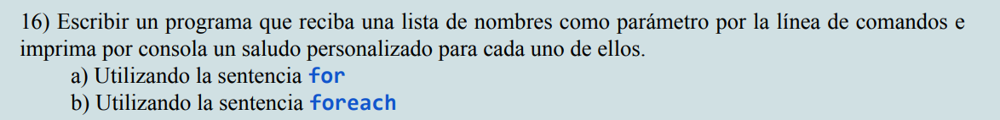 16) Escribir un programa que reciba una lista de nombres como parámetro por la línea de comandos e
imprima por consola un saludo personalizado para cada uno de ellos.
a) Utilizando la sentencia for
b) Utilizando la sentencia foreach